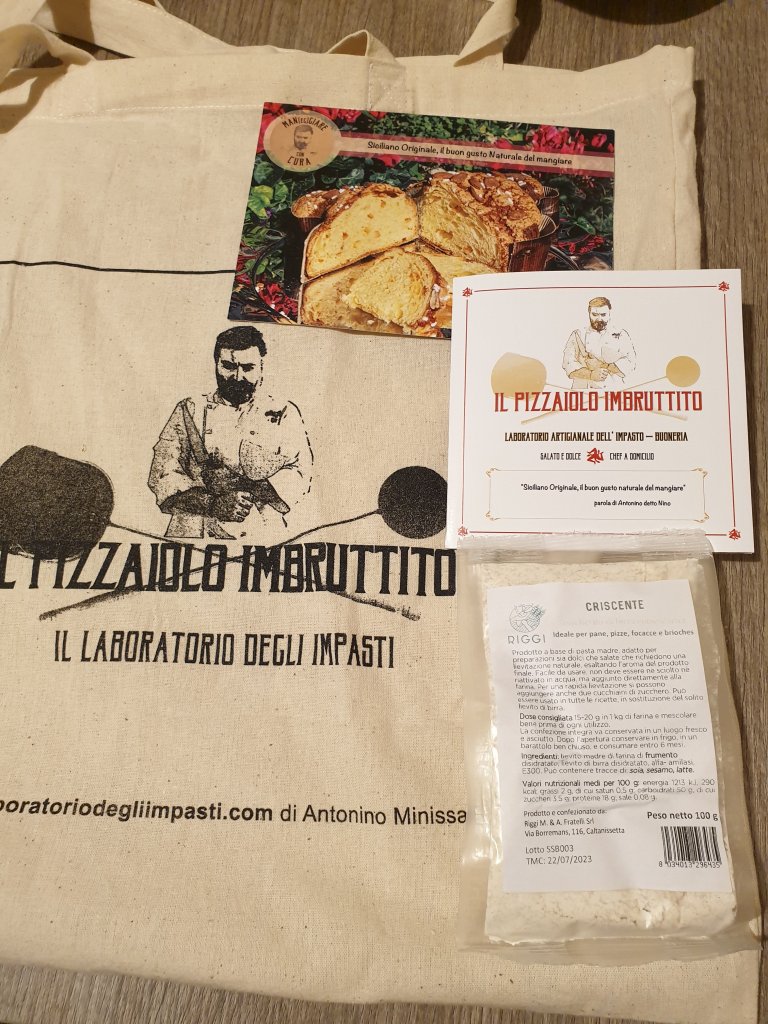 MANGIARE
CON
CURA
Siciliano Originale, il buon gusto Naturale del mangiare
IL PIZZAIOLO IMBRUTTITO
LABORATORIO ARTIGIANALE DELL' IMPASTO – BUONERIA
SALATO E DOLCE CHEF A DOMICILIO
"Siciliano Originale, il buon gusto naturale del mangiare"
parola di Antonino detto Nino
L PIZZAIOLO IMBRUTTITO
IL LABORATORIO DEGLI IMPASTI
boratoriodegliimpasti.com di Antonino Minissa
CRISCENTE
RIGGI
Ideale per pane, pizze, focacce e brioches
Prodotto a base di pasta madre, adatto per
preparazioni sia dolci che salate che richiedono una
lievitazione naturale, esaltando l'aroma del prodotto
finale. Facile da usare, non deve essere né sciolto né
riattivato in acqua, ma aggiunto direttamente alla
farina. Per una rapida lievitazione si possono
aggiungere anche due cucchiaini di zucchero. Può
essere usato in tutte le ricette, in sostituzione del solito
lievito di birra.
Dose consigliata 15-20 g in 1 kg di farina e mescolare
bene prima di ogni utilizzo.
La confezione integra va conservata in un luogo fresco
e asciutto. Dopo l'apertura conservare in frigo, in un
barattolo ben chiuso, e consumare entro 6 mesi.
Ingredienti: lievito madre di farina di frumento
disidratato, lievito di birra disidratato, alfa- amilasi,
E300. Può contenere tracce di: soia, sesamo, latte.
Valori nutrizionali medi per 100 g: energia 1213 kJ, 290
kcal; grassi 2 g, di cui saturi 0,5 g; carboidrati 50 g, di cui
zuccheri 3,5 g; proteine 18 g; sale 0,08 g.
Prodotto e confezionato da:
Riggi M. & A. Fratelli Srl
Via Borremans, 116, Caltanissetta
Peso netto 100 g
Lotto SSB003
TMC: 22/07/2023
8 034013 298435